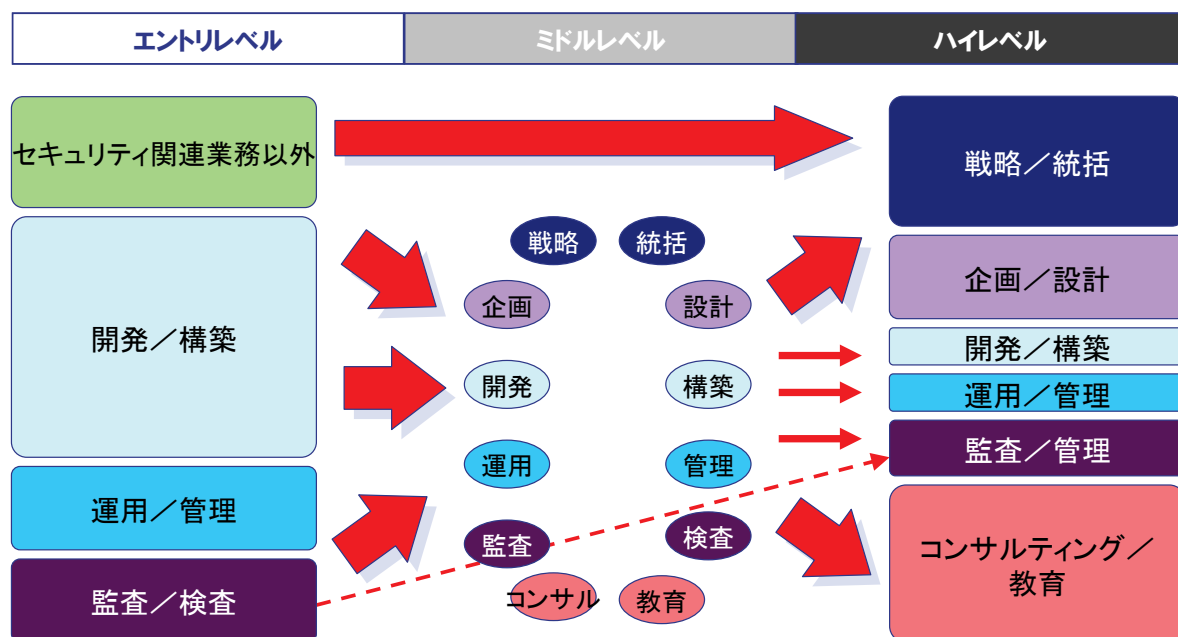 エントリレベル
ミドルレベル
ハイレベル
セキュリティ関連業務以外
開発／構築
運用／管理
監査／検査
戦略
統括
企画
設計
開発
構築
運用
管理
監査
検査
コンサル
教育
戦略／統括
企画／設計
開発／構築
運用／管理
監査／管理
コンサルティング／
教育